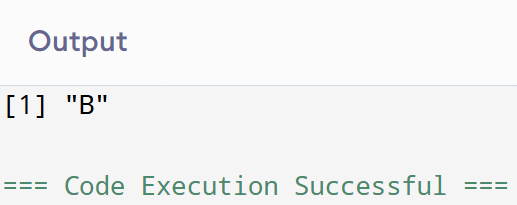 Output
[1] "B"
=== Code Execution Successful ===